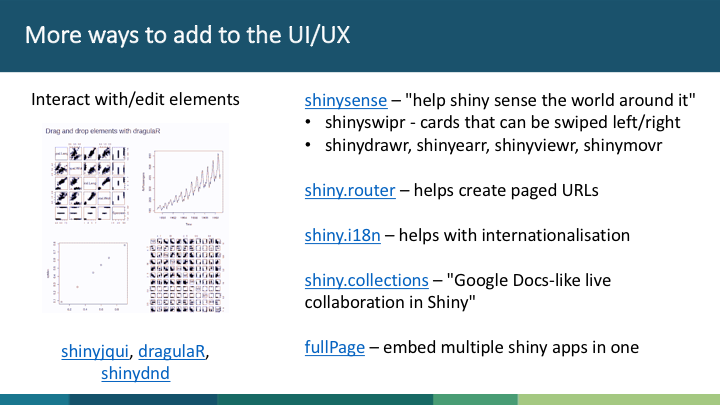 More ways to add to the UI/UX
Interact with/edit elements
Drag and drop elements with dragulaR
shinyjqui, dragulaR,
shinydnd
shinysense – "help shiny sense the world around it"
• shinyswipr - cards that can be swiped left/right
• shinydrawr, shinyearr, shinyviewr, shinymovr
shiny.router – helps create paged URLs
shiny.i18n – helps with internationalisation
shiny.collections – "Google Docs-like live
collaboration in Shiny"
fullPage – embed multiple shiny apps in one